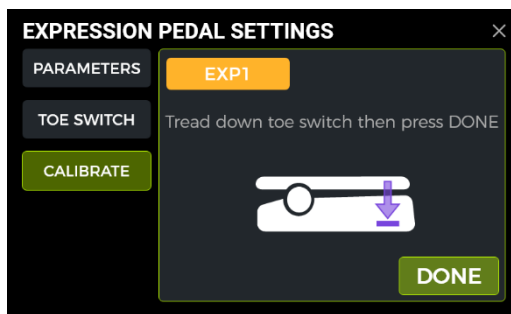 EXPRESSION PEDAL SETTINGS
PARAMETERS
EXP1
TOE SWITCH
Tread down toe switch then press DONE
CALIBRATE
DONE